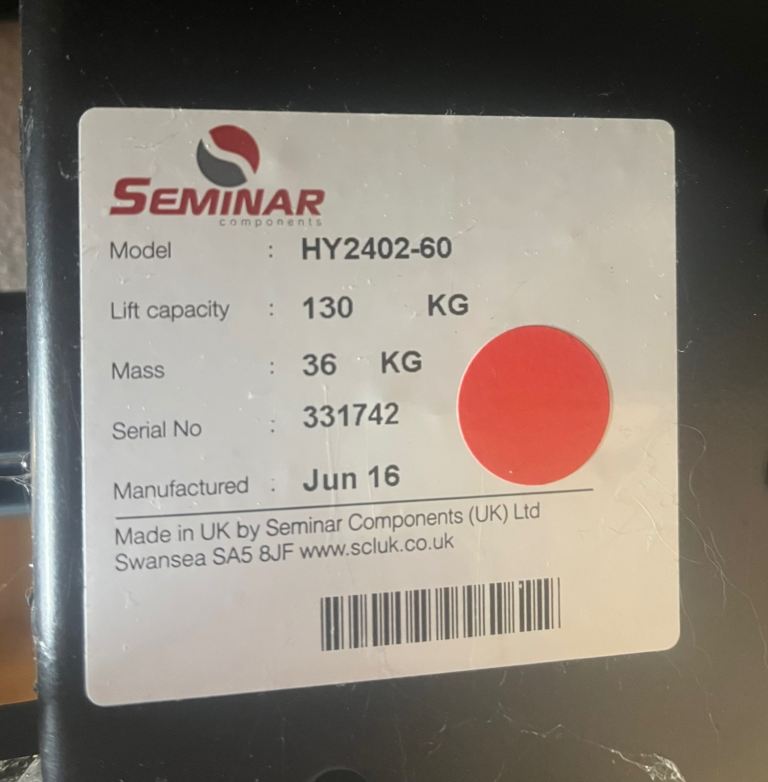 SEMINAR
components
Model : HY2402-60
Lift capacity : 130 KG
Mass : 36 KG
Serial No : 331742
Manufactured : Jun 16
Made in UK by Seminar Components (UK) Ltd
Swansea SA5 8JF www.scluk.co.uk